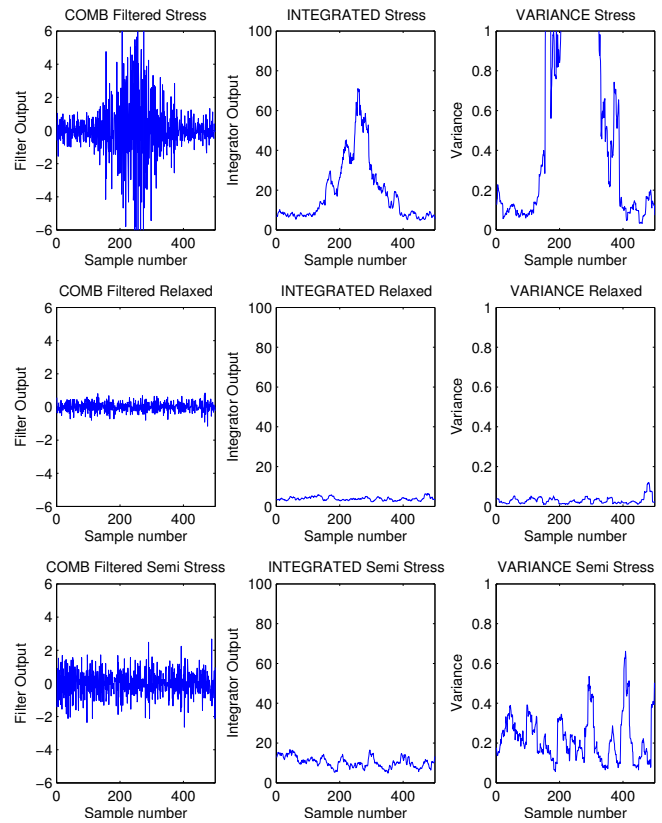 COMB Filtered Stress
INTEGRATED Stress
VARIANCE Stress
6
4
2
0
−2
−4
−6
Filter Output
0 200 400
Sample number
100
80
60
40
20
0
Integrator Output
0 200 400
Sample number
1
0.8
0.6
0.4
0.2
0
Variance
0 200 400
Sample number
COMB Filtered Relaxed
INTEGRATED Relaxed
VARIANCE Relaxed
6
4
2
0
−2
−4
−6
Filter Output
0 200 400
Sample number
100
80
60
40
20
0
Integrator Output
0 200 400
Sample number
1
0.8
0.6
0.4
0.2
0
Variance
0 200 400
Sample number
COMB Filtered Semi Stress
INTEGRATED Semi Stress
VARIANCE Semi Stress
6
4
2
0
−2
−4
−6
Filter Output
0 200 400
Sample number
100
80
60
40
20
0
Integrator Output
0 200 400
Sample number
1
0.8
0.6
0.4
0.2
0
Variance
0 200 400
Sample number